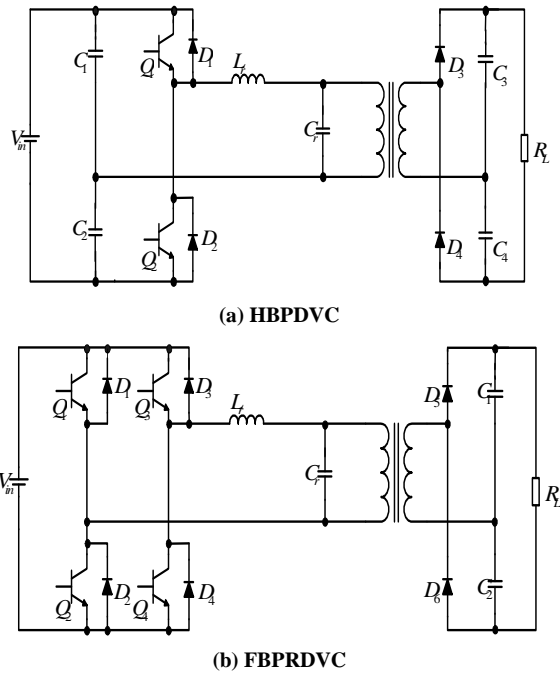 C1
Q1
D1
Lr
D3
C3
Vin
Cr
RL
C2
Q2
D2
D4
C4
(a) HBPDVC
Q1
D1
Q3
D3
Lr
D5
C1
Vin
Cr
RL
Q2
D2
Q4
D4
D6
C2
(b) FBPRDVC